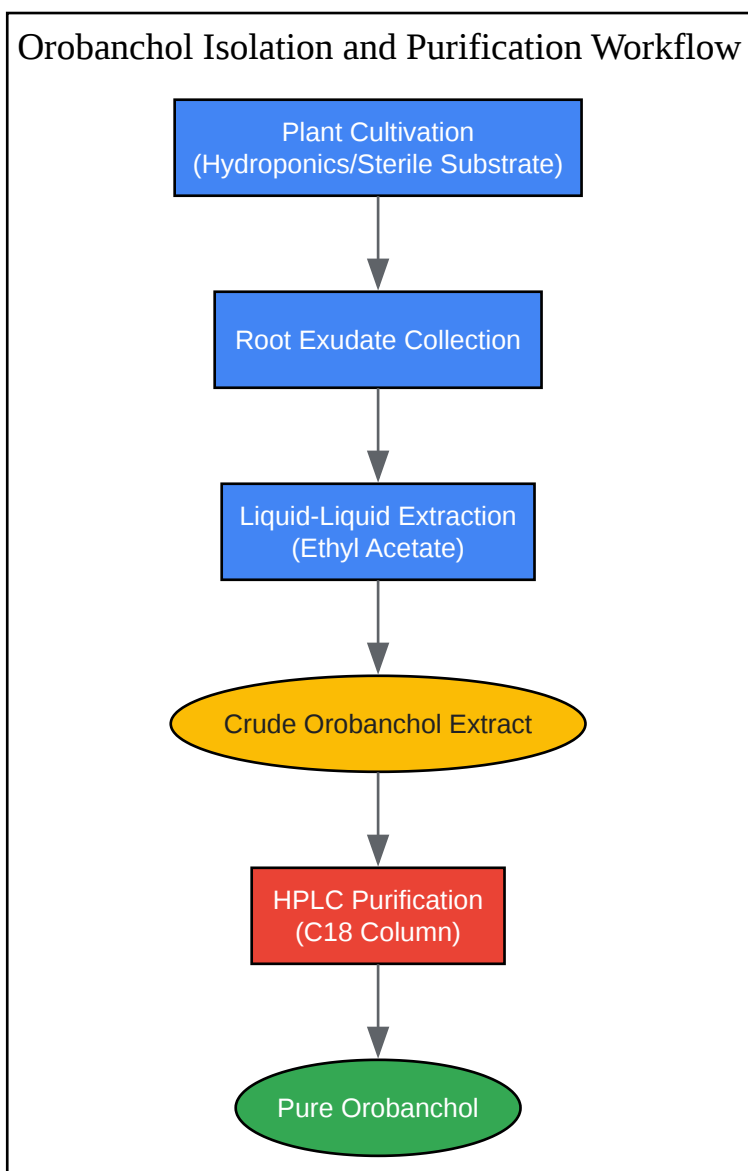 Orobanchol Isolation and Purification Workflow
Plant Cultivation
(Hydroponics/Sterile Substrate)
Root Exudate Collection
Liquid-Liquid Extraction
(Ethyl Acetate)
Crude Orobanchol Extract
HPLC Purification
(C18 Column)
Pure Orobanchol